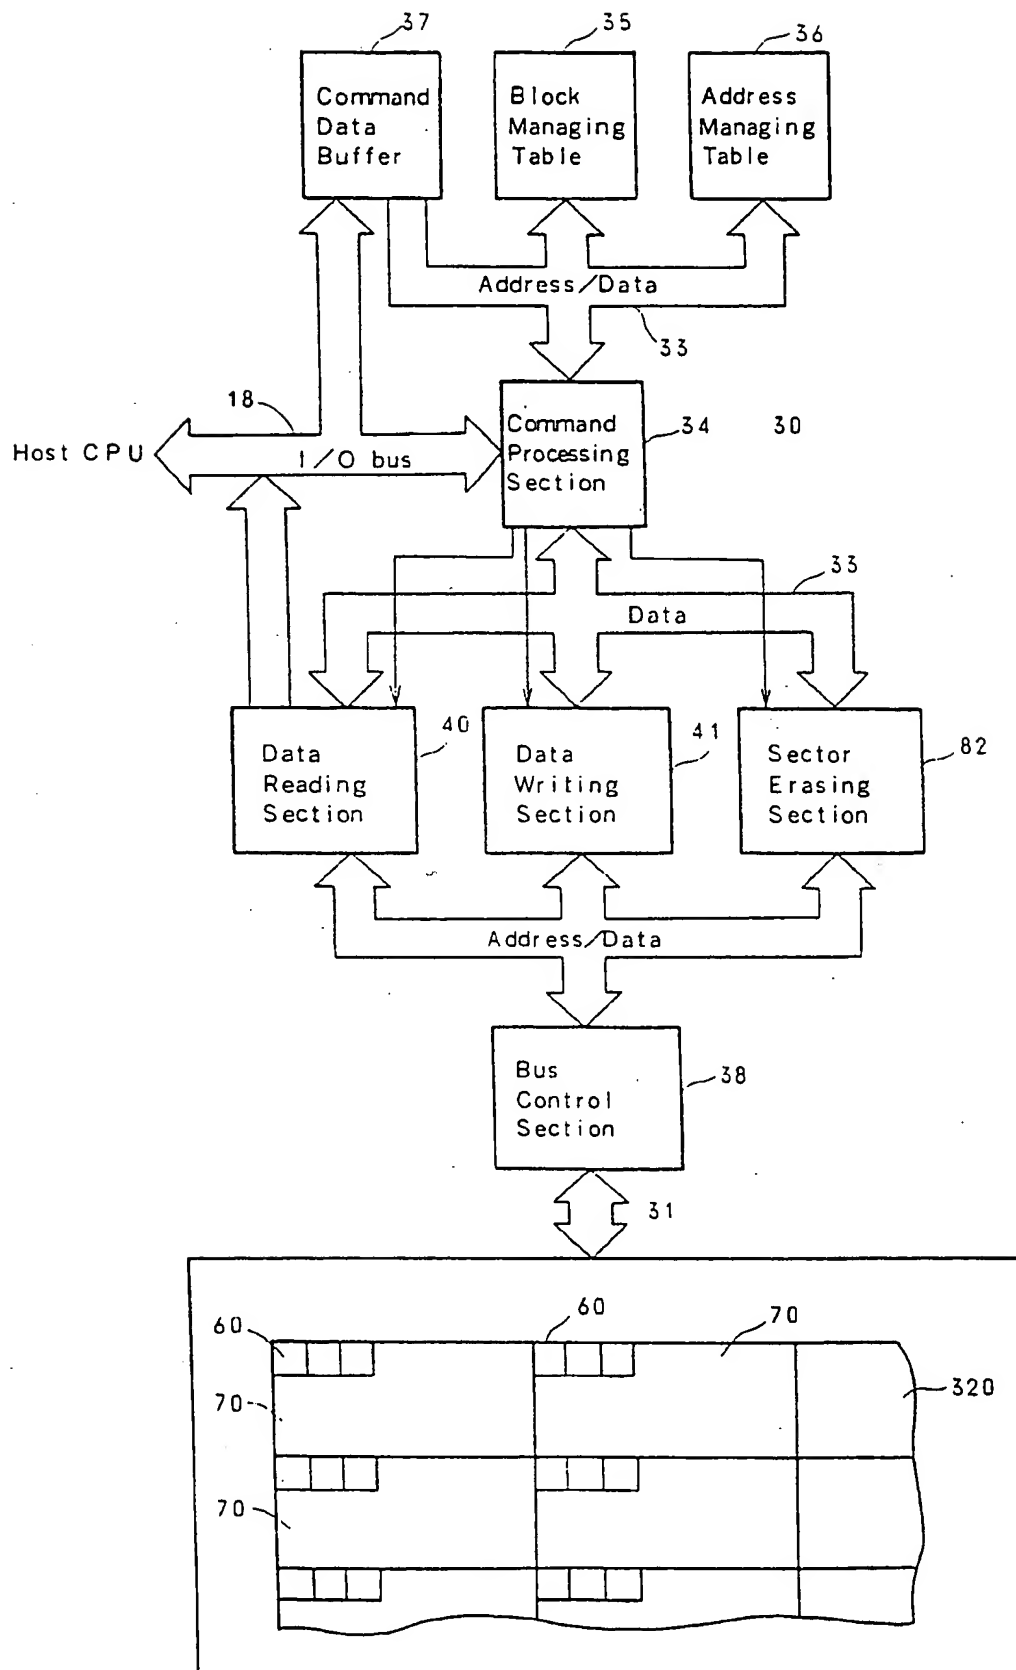 37
35
36
Command
Data
Buffer
Block
Managing
Table
Address
Managing
Table
Address/Data
33
18
Host CPU
I/O bus
Command
Processing
Section
34
30
33
Data
40
41
82
Data
Reading
Section
Data
Writing
Section
Sector
Erasing
Section
Address/Data
Bus
Control
Section
38
31
60
60
70
70
320
70